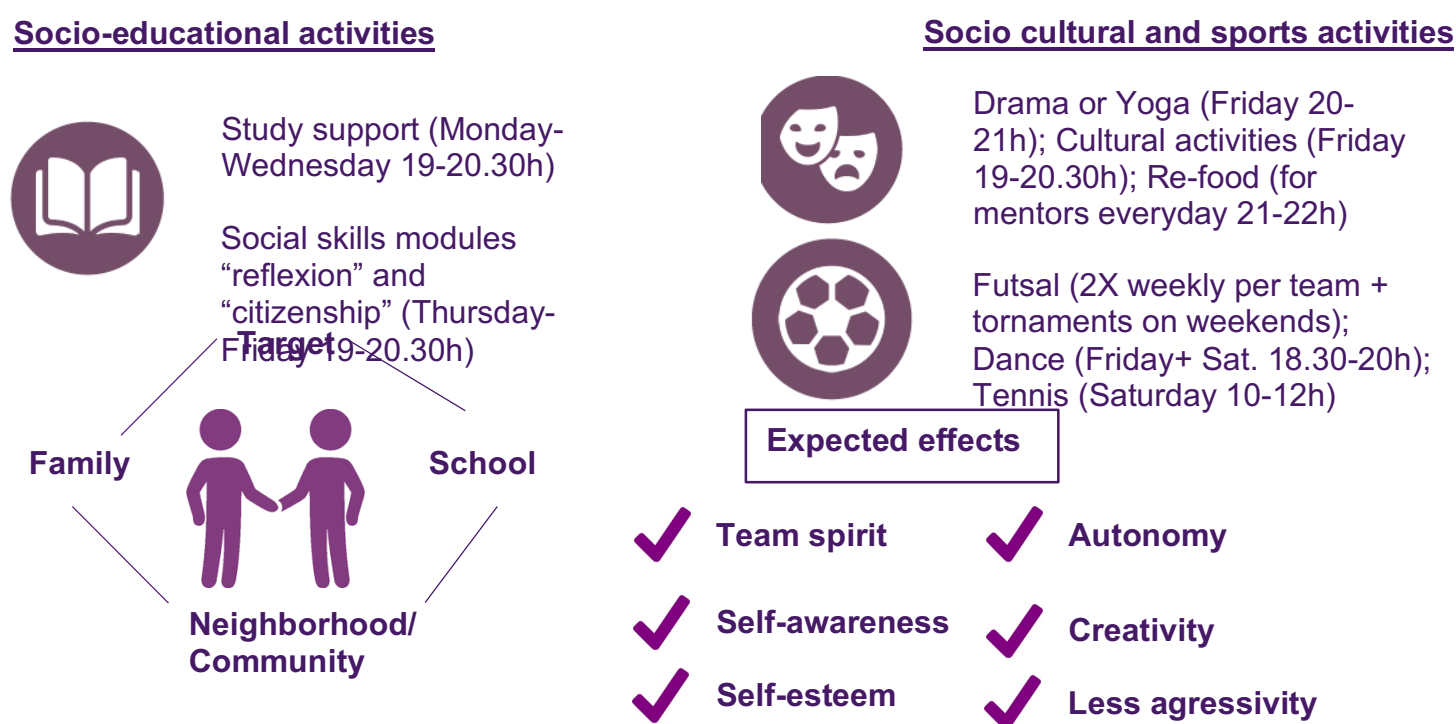 Socio-educational activities
Study support (Monday-
Wednesday 19-20.30h)
Social skills modules
“reflexion” and
“citizenship” (Thursday-
Friday 19-20.30h)
Target
Family
School
Neighborhood/
Community
Socio cultural and sports activities
Drama or Yoga (Friday 20-
21h); Cultural activities (Friday
19-20.30h); Re-food (for
mentors everyday 21-22h)
Futsal (2X weekly per team +
tornaments on weekends);
Dance (Friday+ Sat. 18.30-20h);
Tennis (Saturday 10-12h)
Expected effects
Team spirit
Autonomy
Self-awareness
Creativity
Self-esteem
Less agressivity